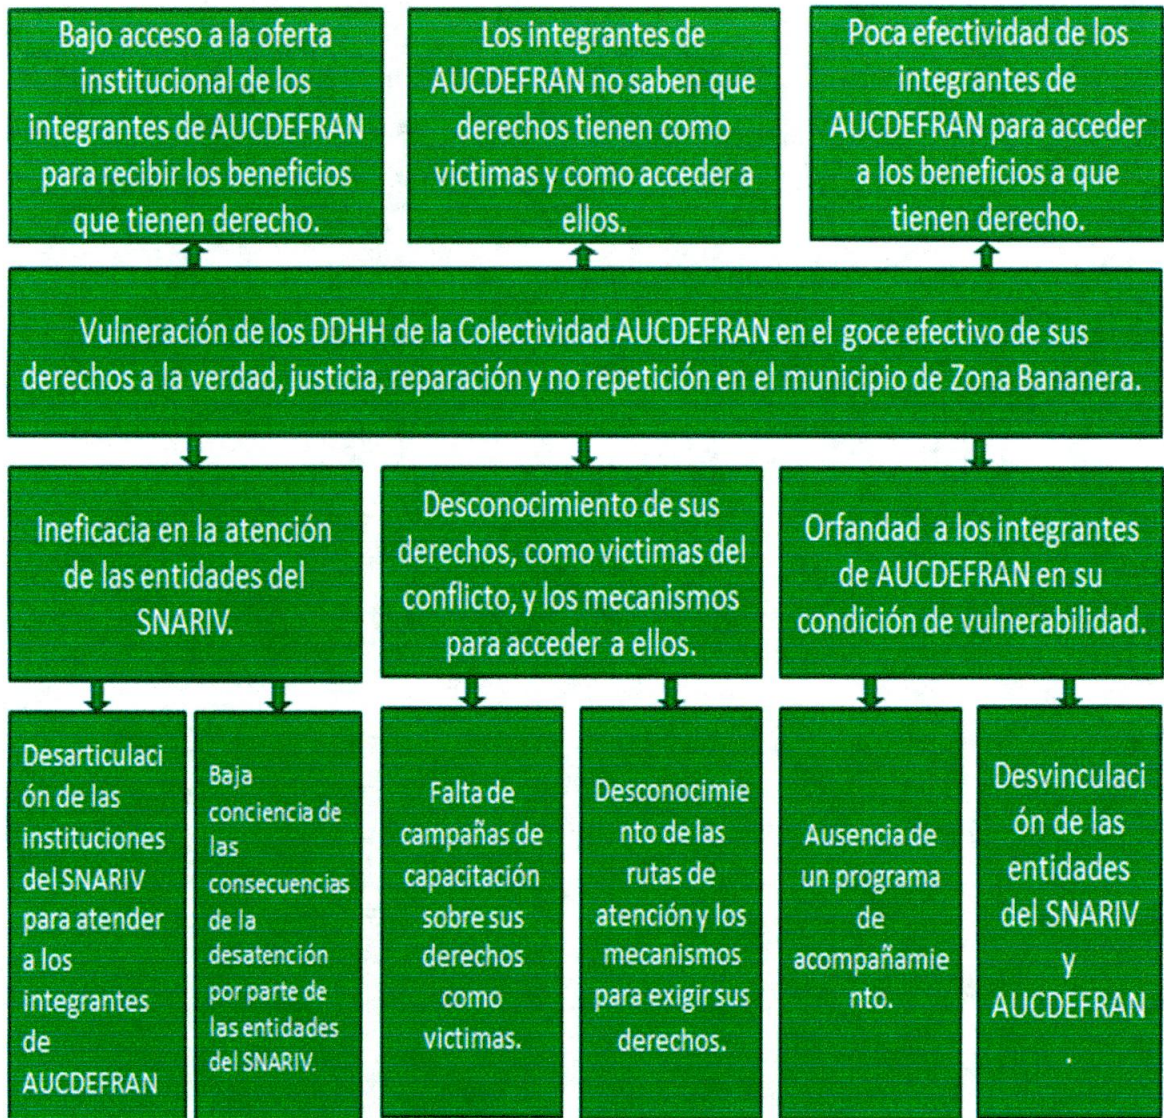 Bajo acceso a la oferta
institucional de los
integrantes de AUCDEFRAN
para recibir los beneficios
que tienen derecho.
Los integrantes de
AUCDEFRAN no saben que
derechos tienen como
victimas y como acceder a
ellos.
Poca efectividad de los
integrantes de
AUCDEFRAN para acceder
a los beneficios a que
tienen derecho.
Vulneración de los DDHH de la Colectividad AUCDEFRAN en el goce efectivo de sus
derechos a la verdad, justicia, reparación y no repetición en el municipio de Zona Bananera.
Ineficacia en la atención
de las entidades del
SNARIV.
Desconocimiento de sus
derechos, como victimas del
conflicto, y los mecanismos
para acceder a ellos.
Orfandad a los integrantes
de AUCDEFRAN en su
condición de vulnerabilidad.
Desarticulaci
ón de las
instituciones
del SNARIV
para atender
a los
integrantes
de
AUCDEFRAN
Baja
conciencia de
las
consecuencias
de la
desatención
por parte de
las entidades
del SNARIV.
Falta de
campañas de
capacitación
sobre sus
derechos
como
victimas.
Desconocimie
nto de las
rutas de
atención y los
mecanismos
para exigir sus
derechos.
Ausencia de
un programa
de
acompañamie
nto.
Desvinculaci
ón de las
entidades
del SNARIV
y
AUCDEFRAN
.